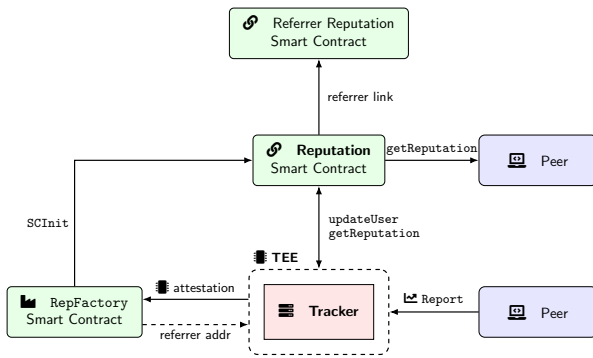 Referrer Reputation
Smart Contract
referrer link
Reputation
Smart Contract
getReputation
Peer
SCInit
updateUser
getReputation
TEE
RepFactory
Smart Contract
attestation
referrer addr
Tracker
Report
Peer